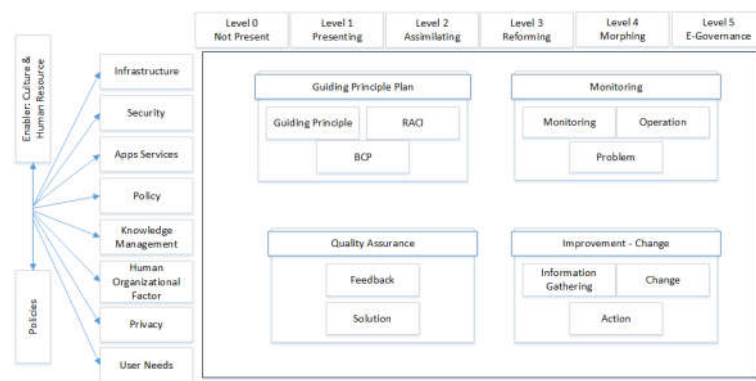 Level 0
Not Present
Level 1
Presenting
Level 2
Assimilating
Level 3
Reforming
Level 4
Morphing
Level 5
E-Governance
Enabler: Culture &
Human Resource
Policies
Infrastructure
Security
Apps Services
Policy
Knowledge
Management
Human
Organizational
Factor
Privacy
User Needs
Guiding Principle Plan
Guiding Principle
RACI
BCP
Monitoring
Monitoring
Operation
Problem
Quality Assurance
Feedback
Solution
Improvement - Change
Information
Gathering
Change
Action